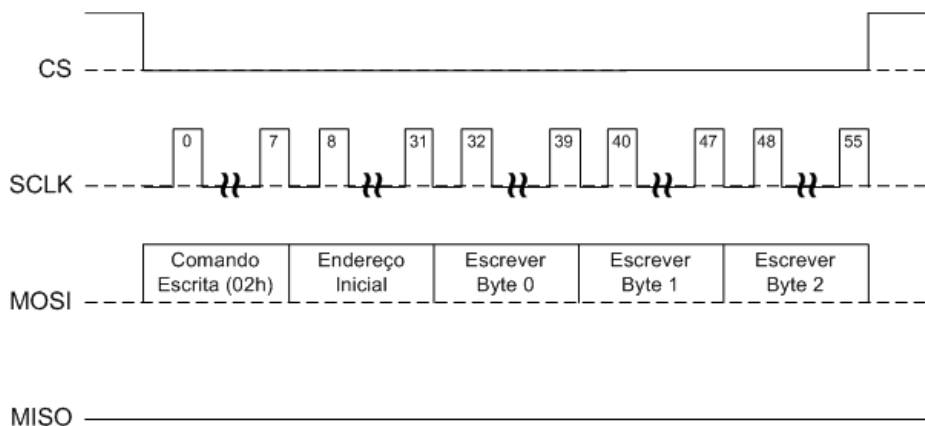 CS
0 7 8 31 32 39 40 47 48 55
SCLK
Comando Endereço Escrever Escrever Escrever
Escrita (02h) Inicial Byte 0 Byte 1 Byte 2
MOSI
MISO